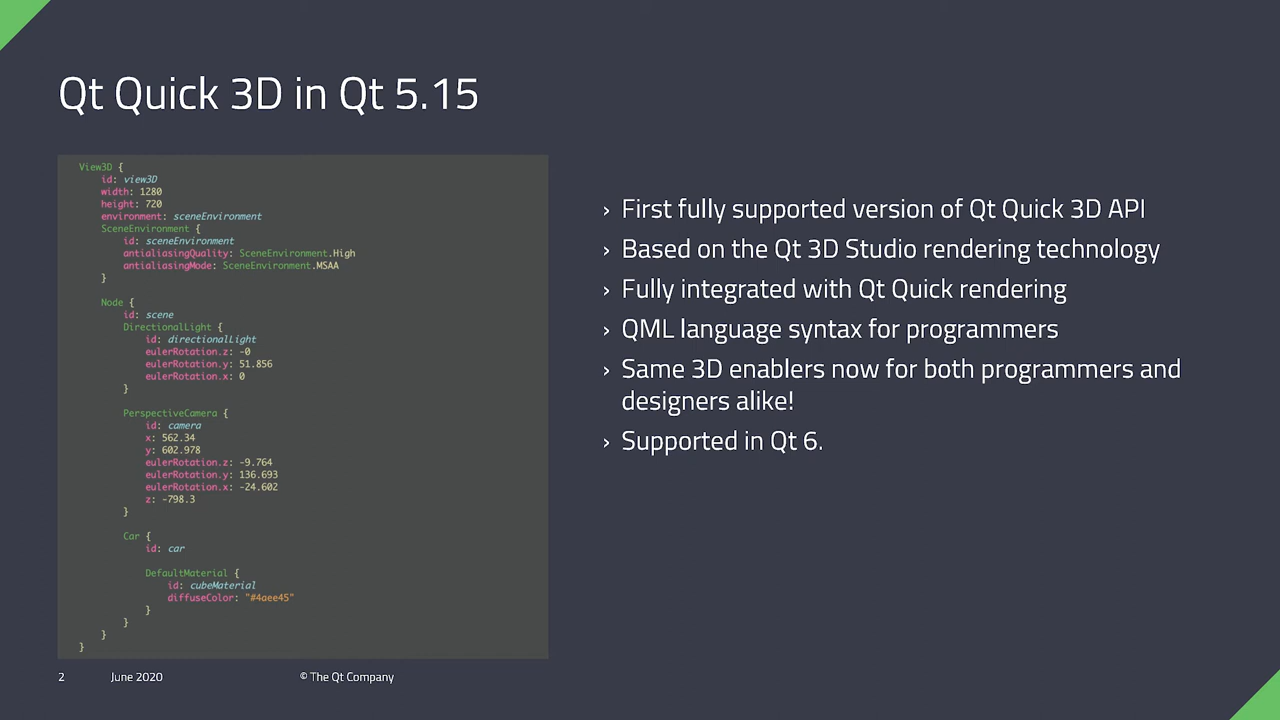 Qt Quick 3D in Qt 5.15
View3D {
id: view3D
width: 1280
height: 720
environment: sceneEnvironment
SceneEnvironment {
id: sceneEnvironment
antialiasingQuality: SceneEnvironment.High
antialiasingMode: SceneEnvironment.MSAA
}
Node {
id: scene
DirectionalLight {
id: directionalLight
eulerRotation.z: -0
eulerRotation.y: 51.856
eulerRotation.x: 0
}
PerspectiveCamera {
id: camera
x: 562.34
y: 602.978
eulerRotation.z: -9.764
eulerRotation.y: 136.693
eulerRotation.x: -24.602
z: -798.3
}
Car {
id: car
DefaultMaterial {
id: cubeMaterial
diffuseColor: "#4aee45"
}
}
}
}
› First fully supported version of Qt Quick 3D API
› Based on the Qt 3D Studio rendering technology
› Fully integrated with Qt Quick rendering
› QML language syntax for programmers
› Same 3D enablers now for both programmers and
designers alike!
› Supported in Qt 6.
2 June 2020 © The Qt Company